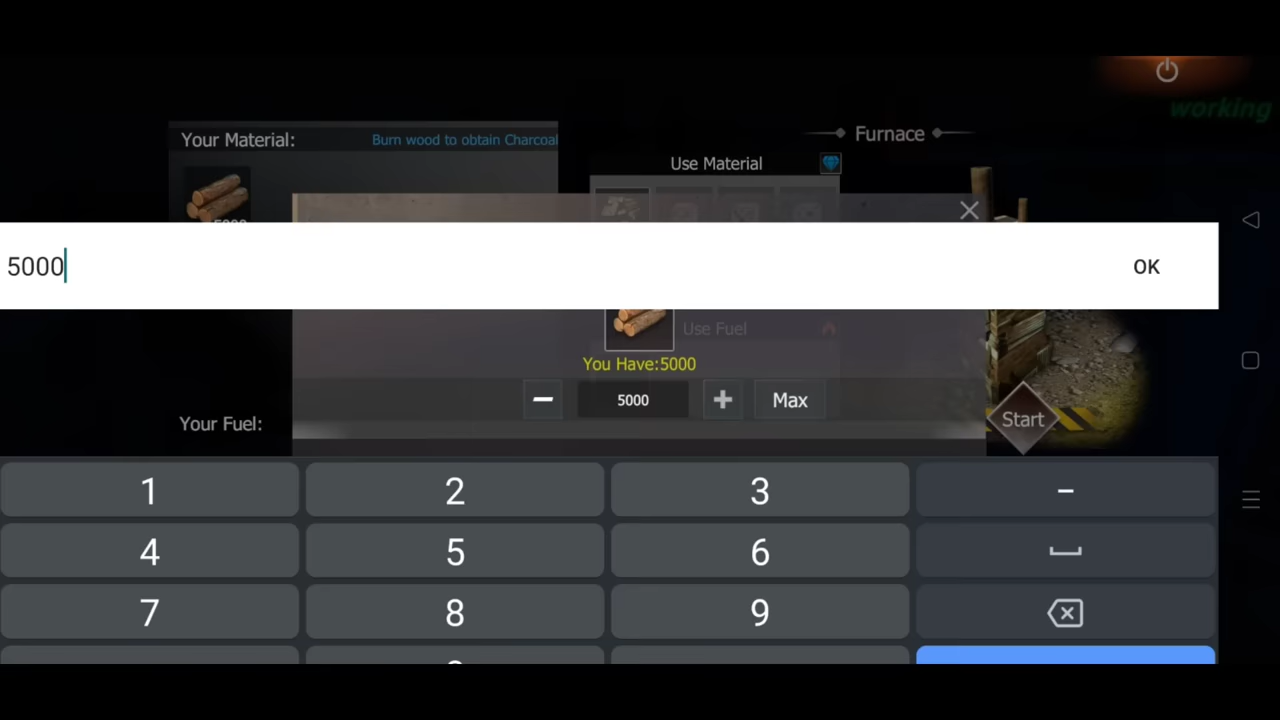 working
Your Material:
Burn wood to obtain Charcoal
Furnace
Use Material
5000
5000
OK
Use Fuel
You Have:5000
5000
Max
Your Fuel:
Start
1
2
3
-
4
5
6
7
8
9